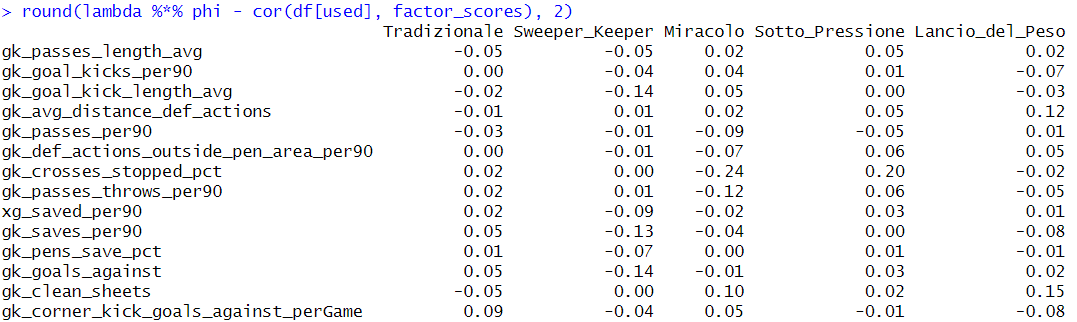 > round(lambda %*% phi - cor(df[used], factor_scores), 2)
Tradizionale Sweeper_Keeper Miracolo Sotto_Pressione Lancio_del_Peso
gk_passes_length_avg -0.05 -0.05 0.02 0.05 0.02
gk_goal_kicks_per90 0.00 -0.04 0.04 0.01 -0.07
gk_goal_kick_length_avg -0.02 -0.14 0.05 0.00 -0.03
gk_avg_distance_def_actions -0.01 0.01 0.02 0.05 0.12
gk_passes_per90 -0.03 -0.01 -0.09 -0.05 0.01
gk_def_actions_outside_pen_area_per90 0.00 -0.01 -0.07 0.06 0.05
gk_crosses_stopped_pct 0.02 0.00 -0.24 0.20 -0.02
gk_passes_throws_per90 0.02 0.01 -0.12 0.06 -0.05
xg_saved_per90 0.02 -0.09 -0.02 0.03 0.01
gk_saves_per90 0.05 -0.13 -0.04 0.00 -0.08
gk_pens_save_pct 0.01 -0.07 0.00 0.01 -0.01
gk_goals_against 0.05 -0.14 -0.01 0.03 0.02
gk_clean_sheets -0.05 0.00 0.10 0.02 0.15
gk_corner_kick_goals_against_perGame 0.09 -0.04 0.05 -0.01 -0.08